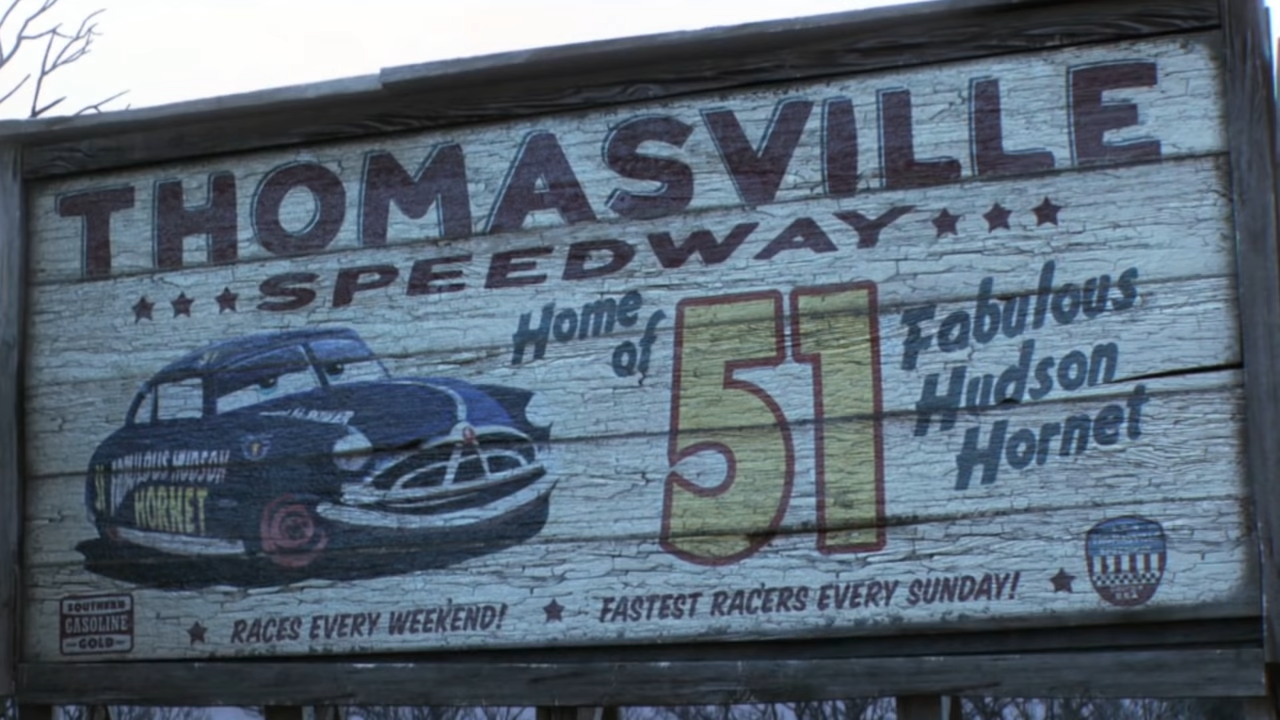 THOMASVILLE
SPEEDWAY
Home
of
51
Fabulous
Hudson
Hornet
FABULOUS HUDSON
HORNET
RACES EVERY WEEKEND!
FASTEST RACERS EVERY SUNDAY!
SOUTHERN
GASOLINE
GOLD